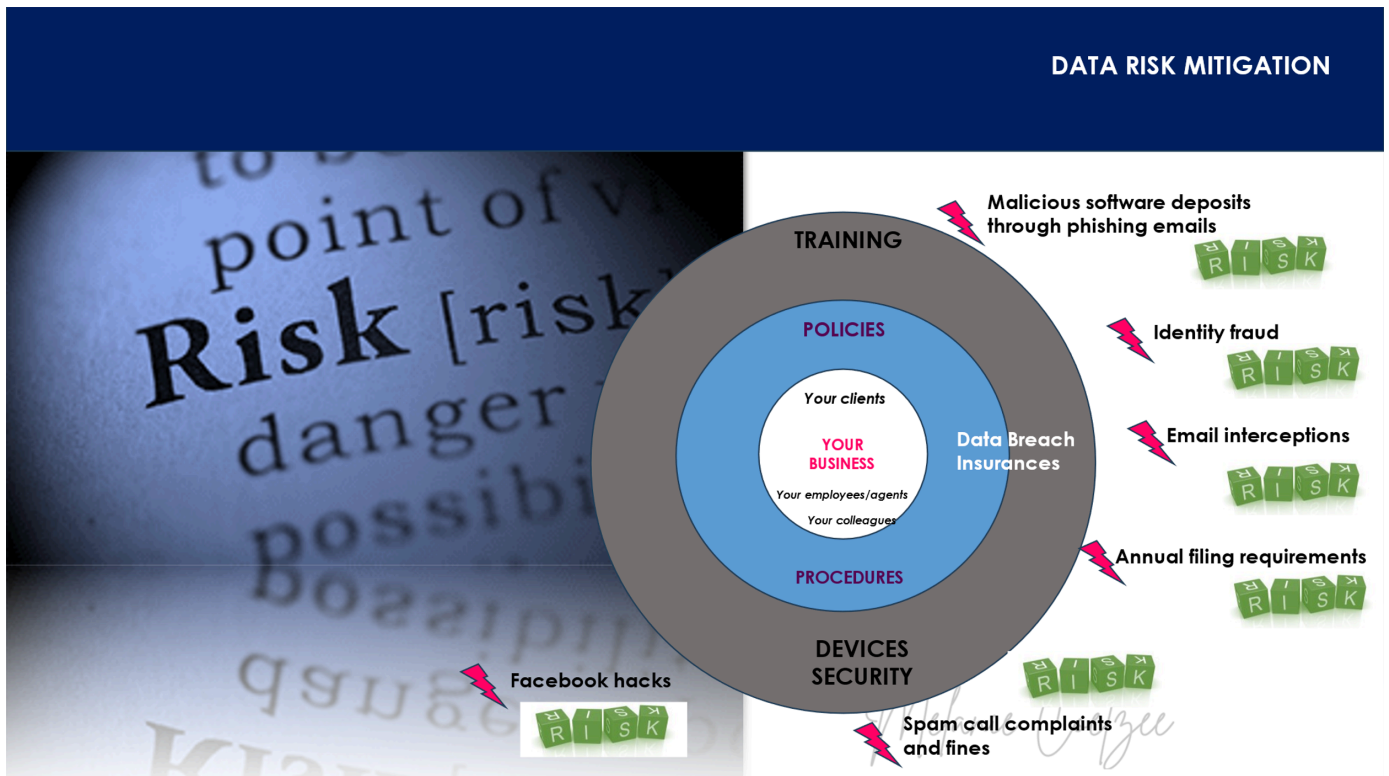 DATA RISK MITIGATION
point of
Risk [risk
danger
possibi
TRAINING
POLICIES
Your clients
YOUR
BUSINESS
Your employees/agents
Your colleagues
Data Breach
Insurances
PROCEDURES
DEVICES
SECURITY
Malicious software deposits
through phishing emails
RISK
Identity fraud
RISK
Email interceptions
RISK
Annual filing requirements
RISK
RISK
Spam call complaints
and fines
Facebook hacks
RISK
Melanie